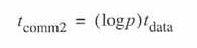 t_comm2 = (log p)t_data